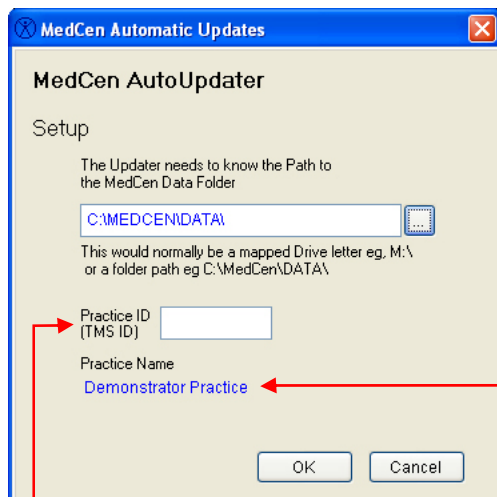 MedCen Automatic Updates
MedCen AutoUpdater
Setup
The Updater needs to know the Path to
the MedCen Data Folder
C:\MEDCEN\DATA\
...
This would normally be a mapped Drive letter eg, M:\
or a folder path eg C:\MedCen\DATA\
Practice ID
(TMS ID)
Practice Name
Demonstrator Practice
OK
Cancel